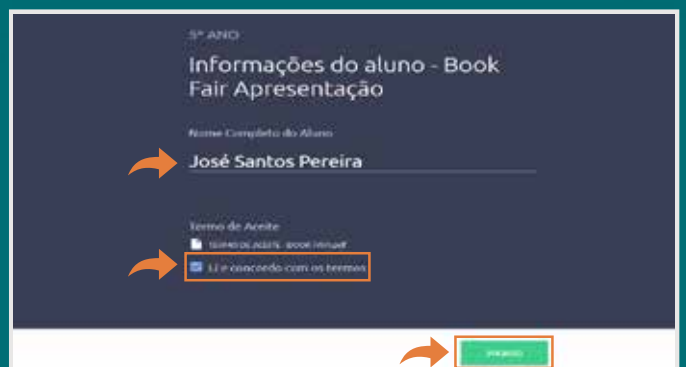 5º ANO
Informações do aluno - Book
Fair Apresentação
Nome Completo do Aluno
José Santos Pereira
Termo de Aceite
Li e concordo com os termos